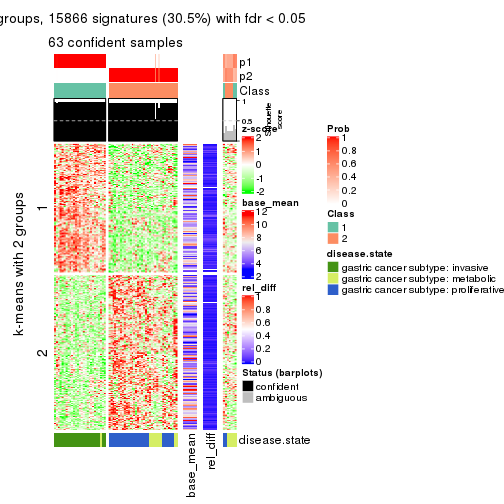 groups, 15866 signatures (30.5%) with fdr < 0.05
63 confident samples
p1
p2
Class
1
0.5
0
Silhouette
score
k-means with 2 groups
1
2
z-score
2
1
0
-1
-2
base_mean
12
10
8
6
4
2
rel_diff
1
0.8
0.6
0.4
0.2
0
Status (barplots)
confident
ambiguous
Prob
1
0.8
0.6
0.4
0.2
0
Class
1
2
disease.state
gastric cancer subtype: invasive
gastric cancer subtype: metabolic
gastric cancer subtype: proliferative
disease.state
base_mean
rel_diff